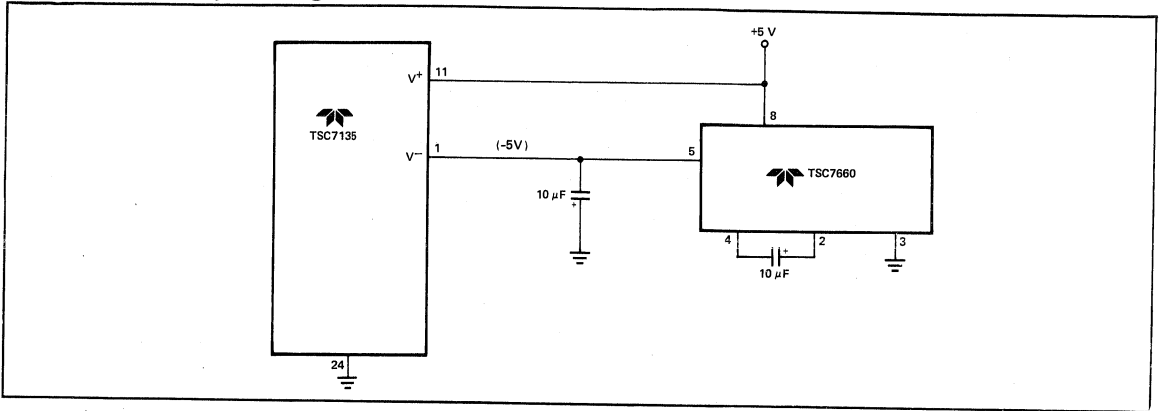 +5 V
V+ 11
8
TSC7135
V− 1 (-5V) 5
TSC7660
10 µF
+
4 + 2 3
10 µF
24